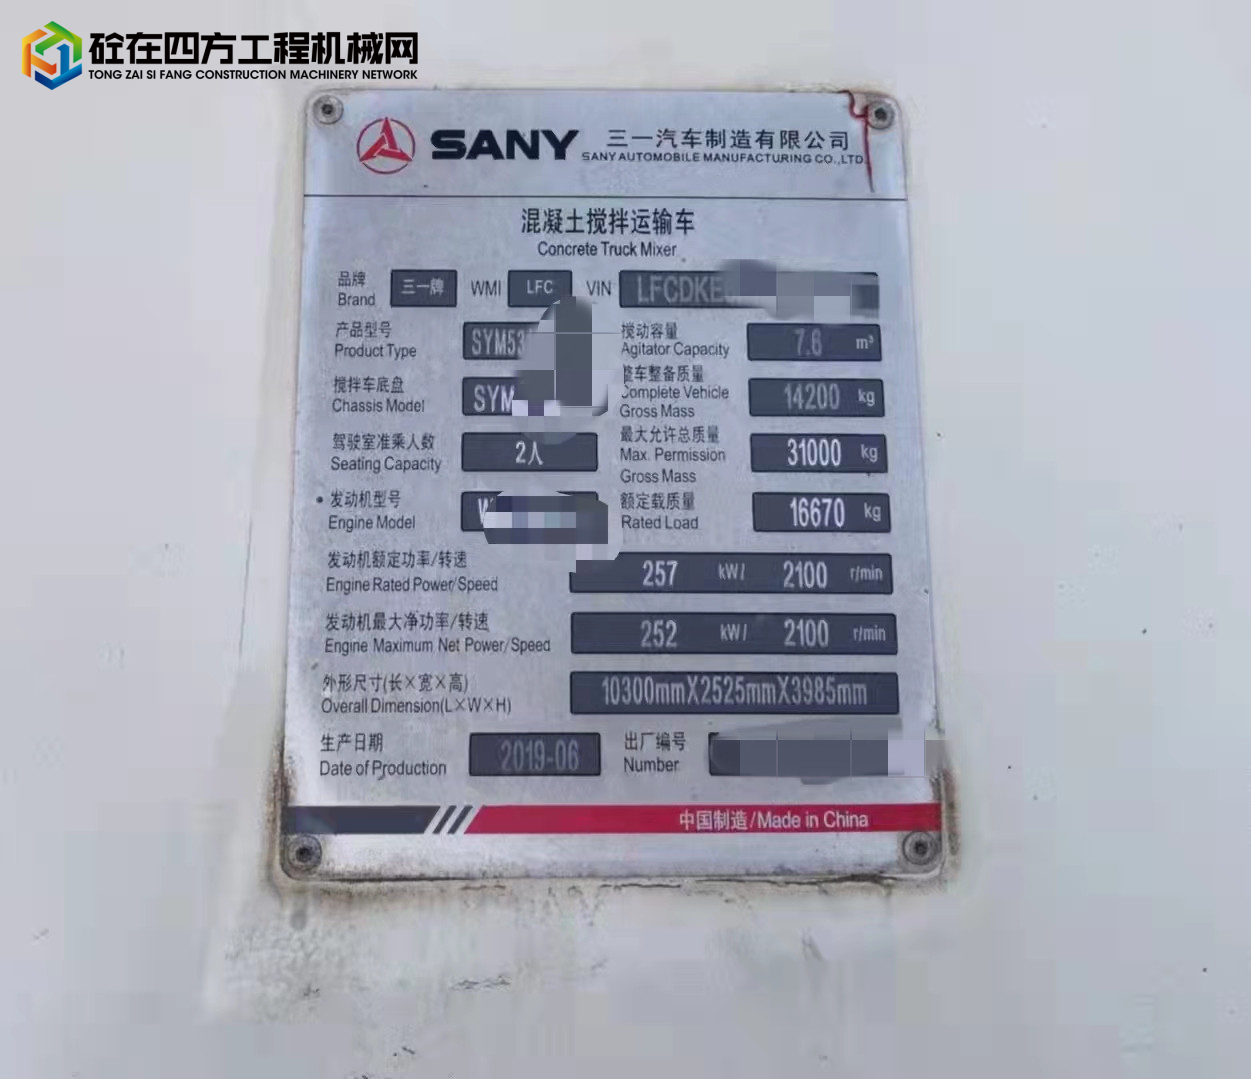 砼在四方工程机械网
TONG ZAI SI FANG CONSTRUCTION MACHINERY NETWORK
SANY 三一汽车制造有限公司
SANY AUTOMOBILE MANUFACTURING CO.,LTD.
混凝土搅拌运输车
Concrete Truck Mixer
品牌 Brand 三一牌 WMI LFC VIN LFCDKE
产品型号 Product Type SYM53
搅动容量 Agitator Capacity 7.6 m³
搅拌车底盘 Chassis Model SYM
整车整备质量 Complete Vehicle Gross Mass 14200 kg
驾驶室准乘人数 Seating Capacity 2人
最大允许总质量 Max. Permission Gross Mass 31000 kg
发动机型号 Engine Model W
额定载质量 Rated Load 16670 kg
发动机额定功率/转速 Engine Rated Power/Speed 257 kW/ 2100 r/min
发动机最大净功率/转速 Engine Maximum Net Power/Speed 252 kW/ 2100 r/min
外形尺寸(长×宽×高) Overall Dimension(L×W×H) 10300mmX2525mmX3985mm
生产日期 Date of Production 2019-06
出厂编号 Number
中国制造/Made in China